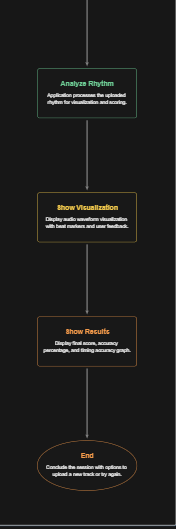 Analyze Rhythm
Application processes the uploaded
rhythm for visualization and scoring.
Show Visualization
Display audio waveform visualization
with beat markers and user feedback.
Show Results
Display final score, accuracy
percentage, and timing accuracy graph.
End
Conclude the session with options to
upload a new track or try again.